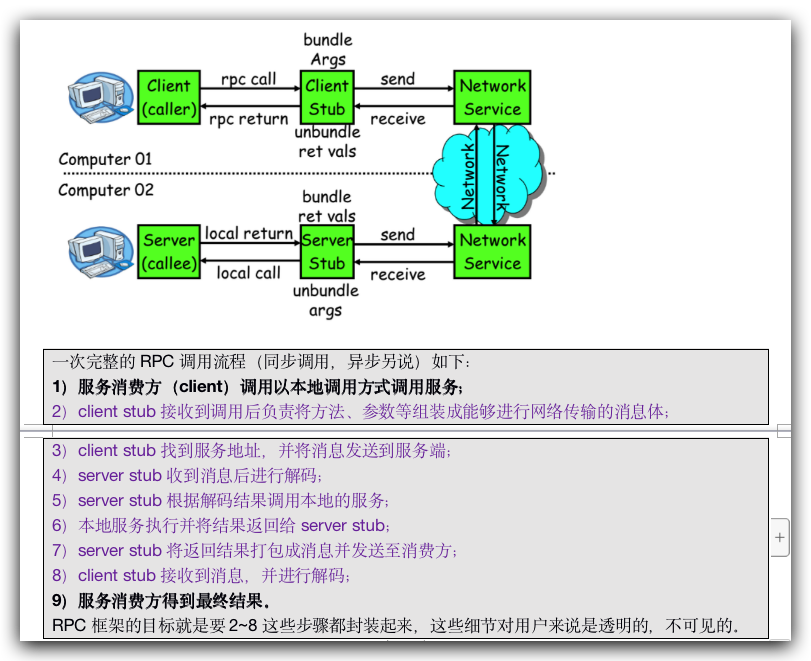 bundle
Args
Client
(caller)
rpc call
rpc return
Client
Stub
send
receive
Network
Service
unbundle
ret vals
Computer 01
Network
Network
Computer 02
bundle
ret vals
Server
(callee)
local return
local call
Server
Stub
send
receive
Network
Service
unbundle
args
一次完整的 RPC 调用流程（同步调用，异步另说）如下：
1）服务消费方（client）调用以本地调用方式调用服务；
2）client stub 接收到调用后负责将方法、参数等组装成能够进行网络传输的消息体；
3）client stub 找到服务地址，并将消息发送到服务端；
4）server stub 收到消息后进行解码；
5）server stub 根据解码结果调用本地的服务；
6）本地服务执行并将结果返回给 server stub；
7）server stub 将返回结果打包成消息并发送至消费方；
8）client stub 接收到消息，并进行解码；
9）服务消费方得到最终结果。
RPC 框架的目标就是要 2~8 这些步骤都封装起来，这些细节对用户来说是透明的，不可见的。
+